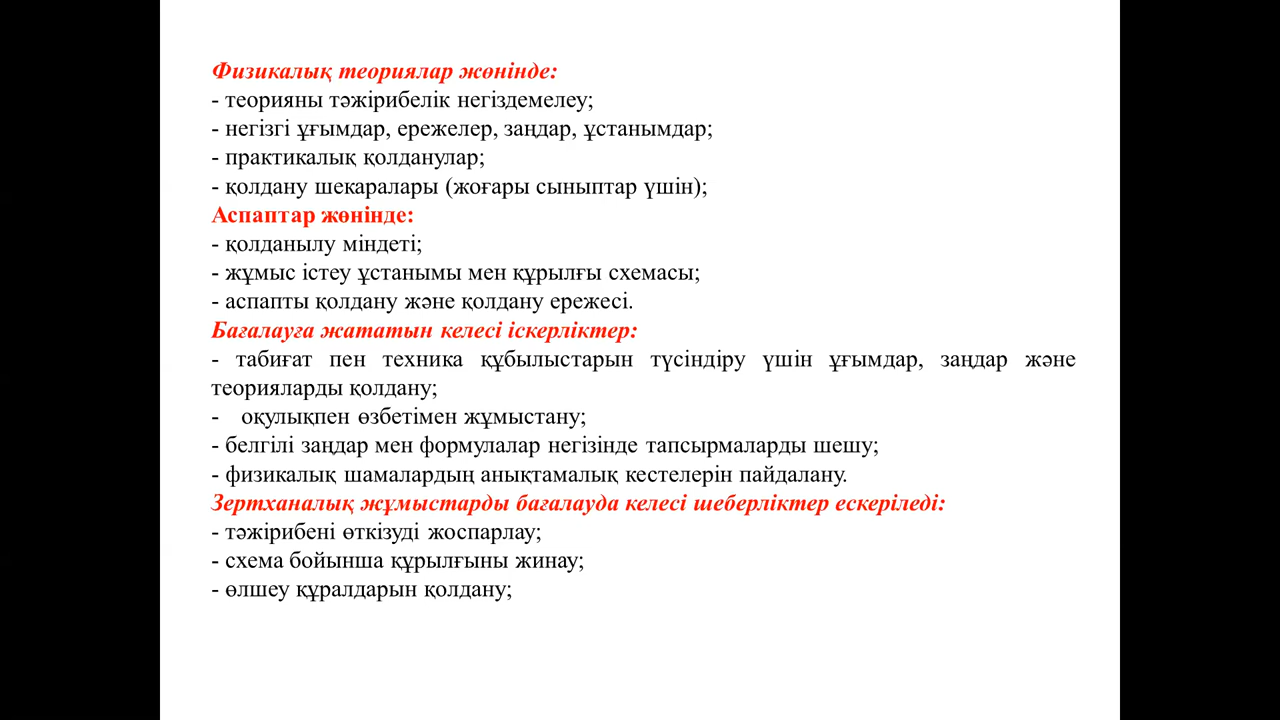 Физикалық теориялар жөнінде:
- теорияны тәжірибелік негіздемелеу;
- негізгі ұғымдар, ережелер, заңдар, ұстанымдар;
- практикалық қолданулар;
- қолдану шекаралары (жоғары сыныптар үшін);
Аспаптар жөнінде:
- қолданылу міндеті;
- жұмыс істеу ұстанымы мен құрылғы схемасы;
- аспапты қолдану және қолдану ережесі.
Бағалауға жататын келесі іскерліктер:
- табиғат пен техника құбылыстарын түсіндіру үшін ұғымдар, заңдар және
теорияларды қолдану;
- оқулықпен өзбетімен жұмыстану;
- белгілі заңдар мен формулалар негізінде тапсырмаларды шешу;
- физикалық шамалардың анықтамалық кестелерін пайдалану.
Зертханалық жұмыстарды бағалауда келесі шеберліктер ескеріледі:
- тәжірибені өткізуді жоспарлау;
- схема бойынша құрылғыны жинау;
- өлшеу құралдарын қолдану;